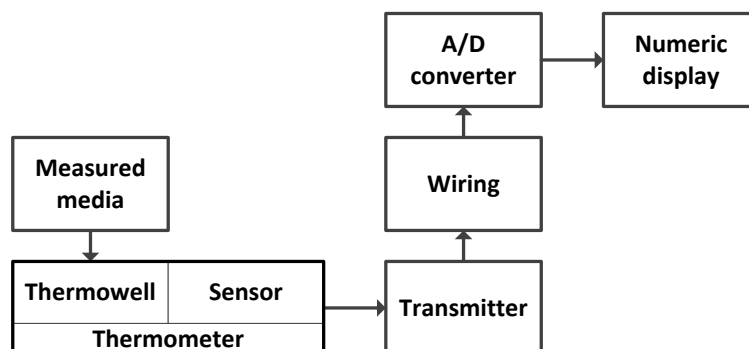 A/D
converter
Numeric
display
Measured
media
Wiring
Thermowell
Sensor
Transmitter
Thermometer